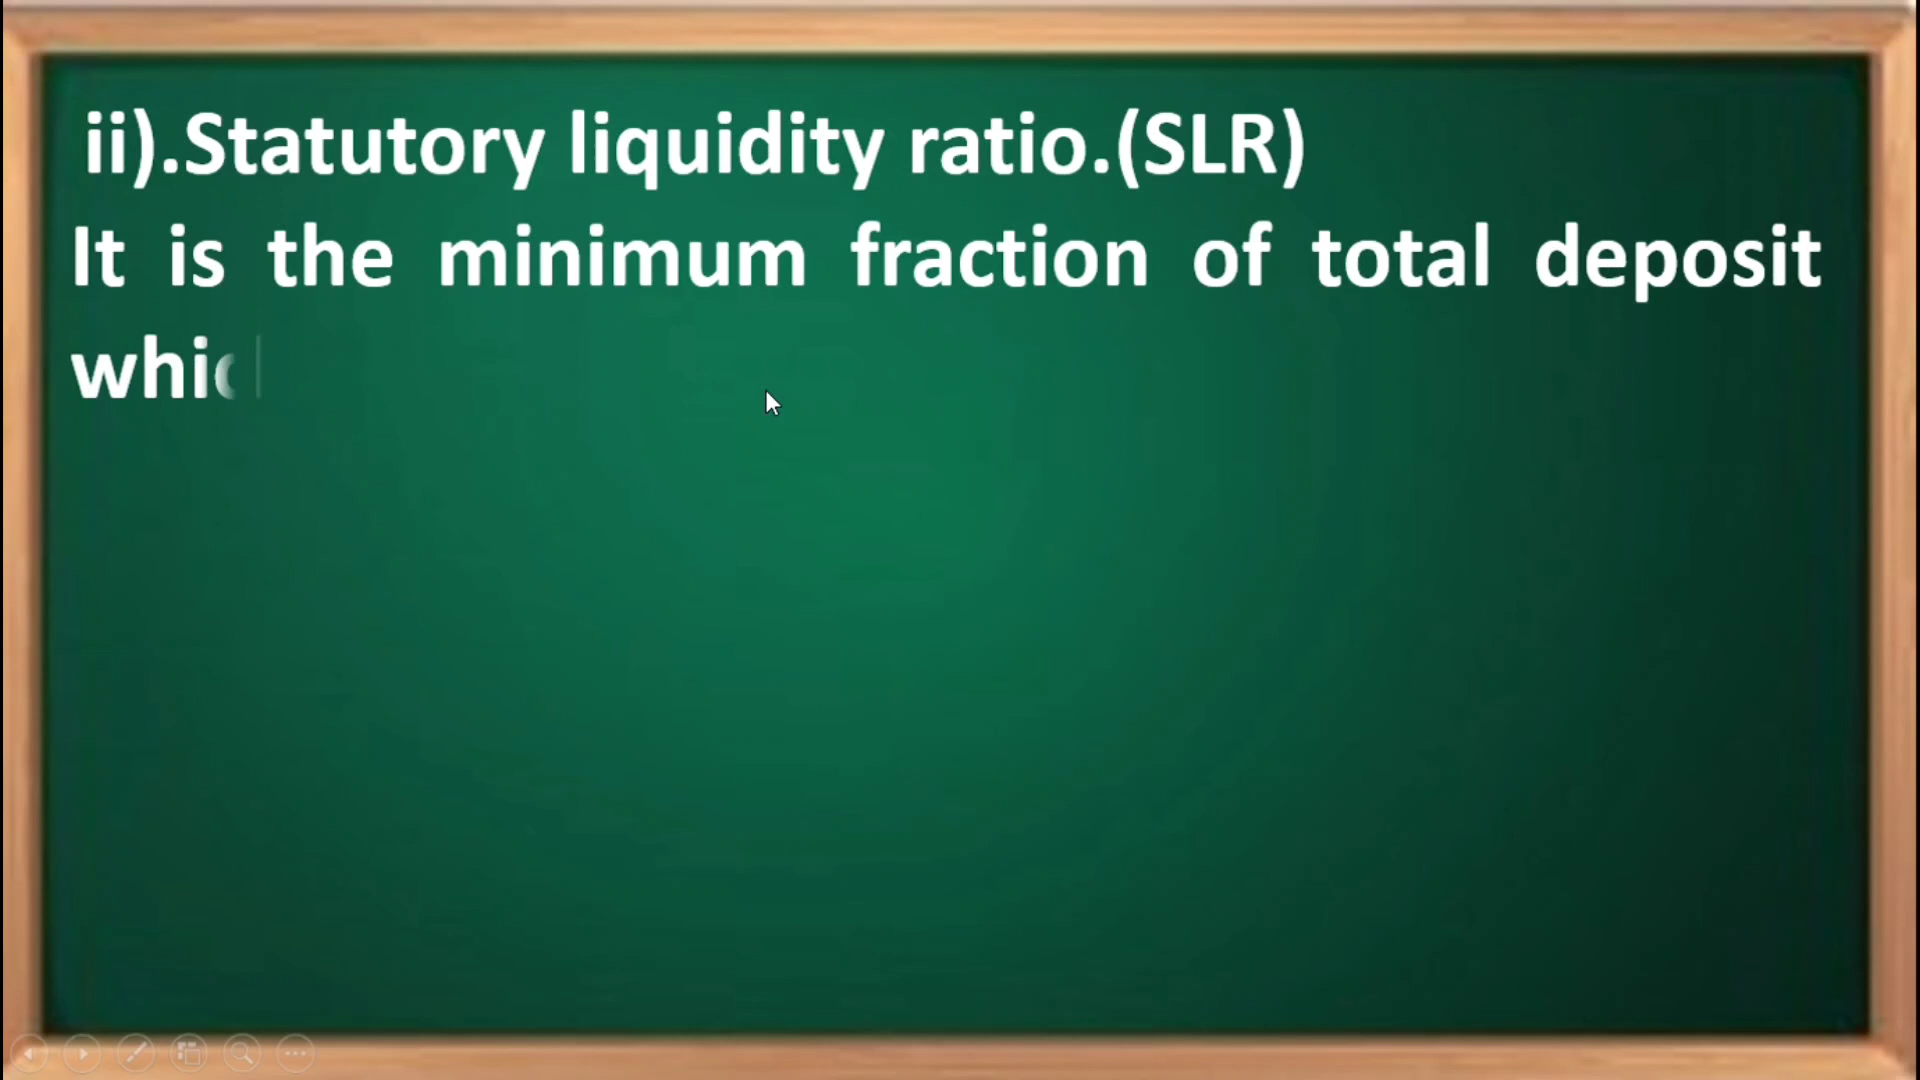 ii).Statutory liquidity ratio.(SLR)
It is the minimum fraction of total deposit